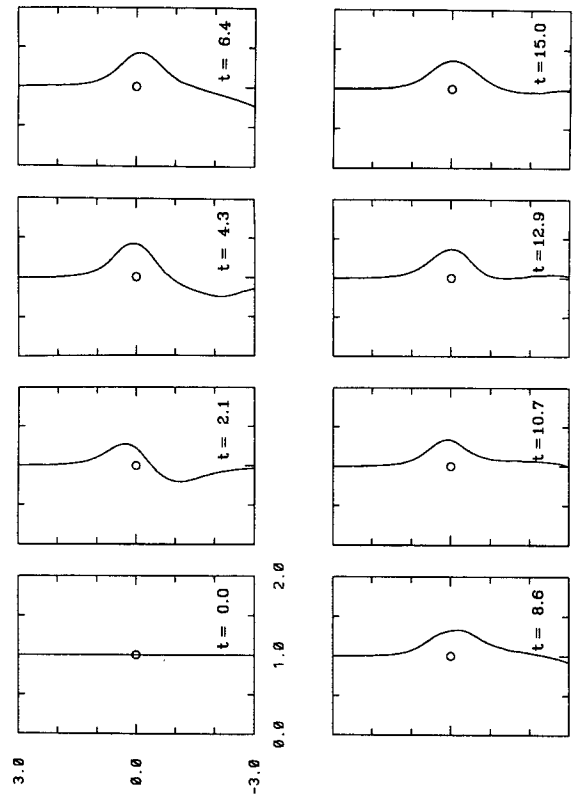 3.0
0.0
-3.0
t = 0.0
t = 2.1
t = 4.3
t = 6.4
0.0
1.0
2.0
t = 8.6
t =10.7
t =12.9
t =15.0